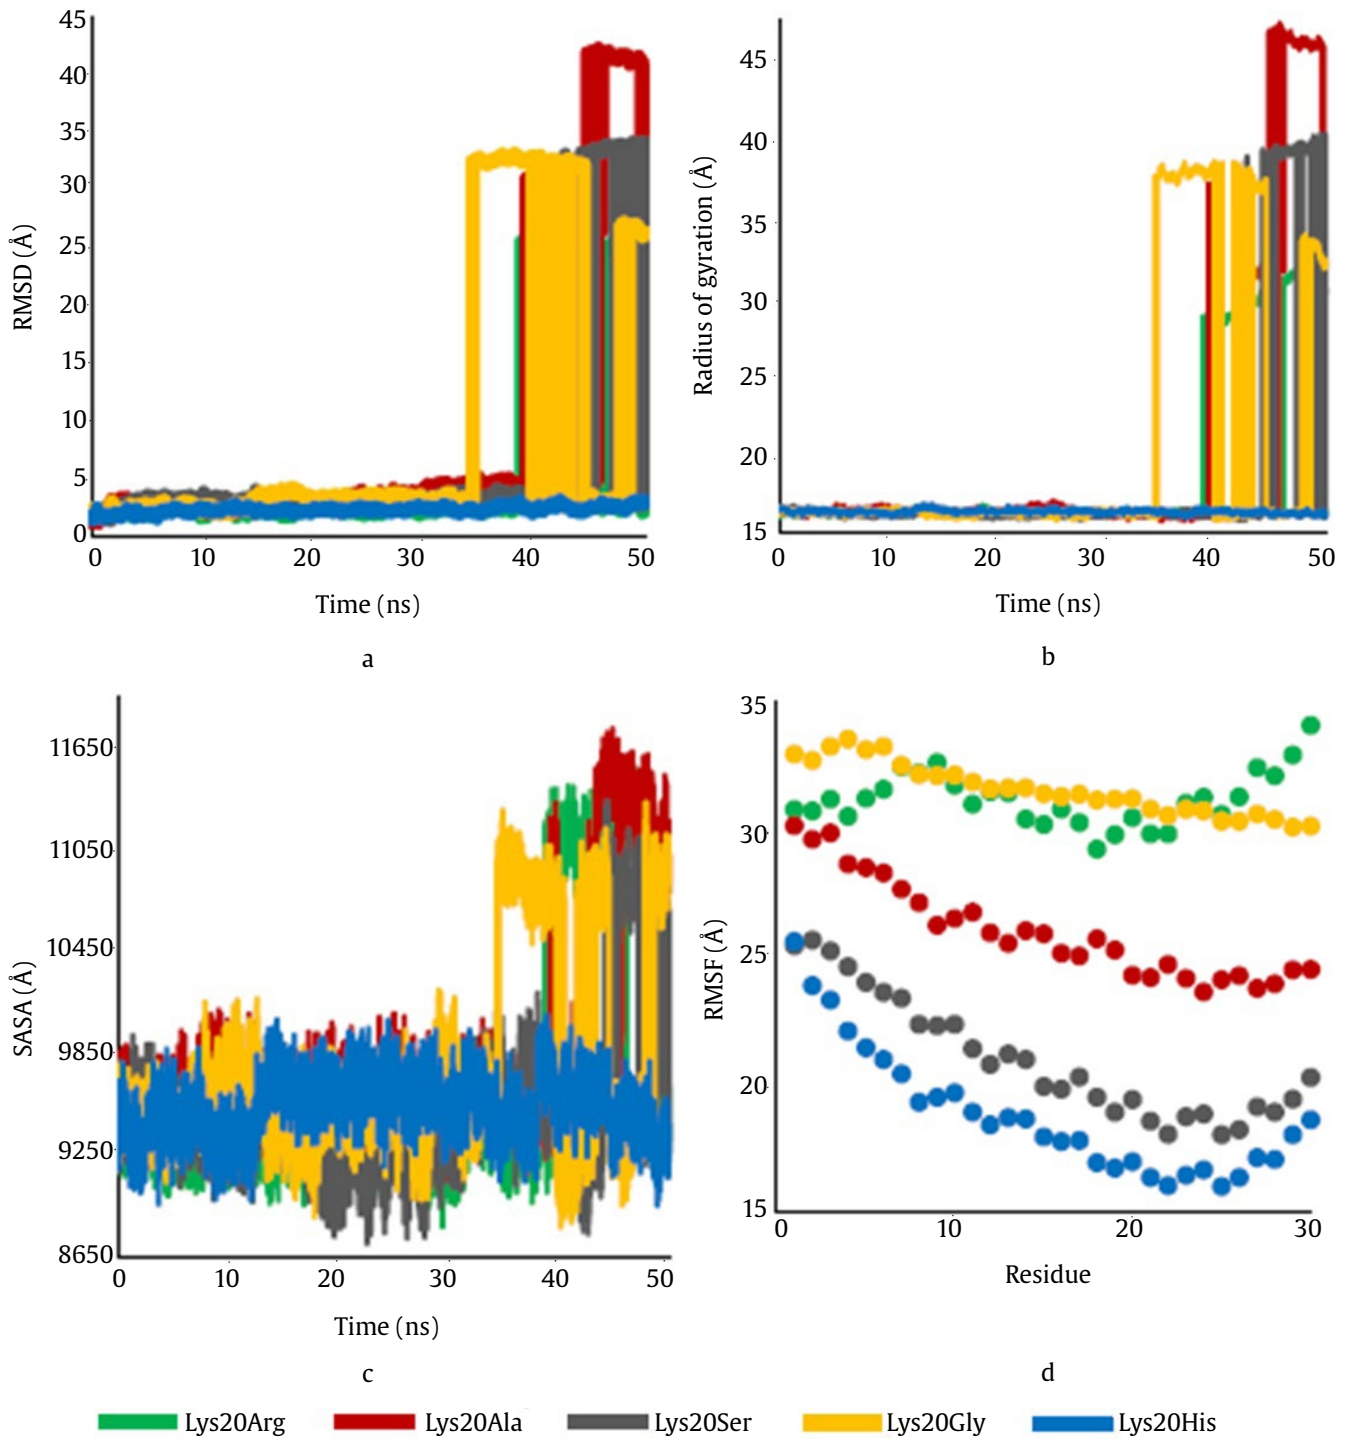 45
40
35
30
25
20
15
10
5
0
RMSD (Å)
0 10 20 30 40 50
Time (ns)
a
45
40
35
30
25
20
15
Radius of gyration (Å)
0 10 20 30 40 50
Time (ns)
b
11650
11050
10450
9850
9250
8650
SASA (Å)
0 10 20 30 40 50
Time (ns)
c
35
30
25
20
15
RMSF (Å)
0 10 20 30
Residue
d
Lys20Arg Lys20Ala Lys20Ser Lys20Gly Lys20His